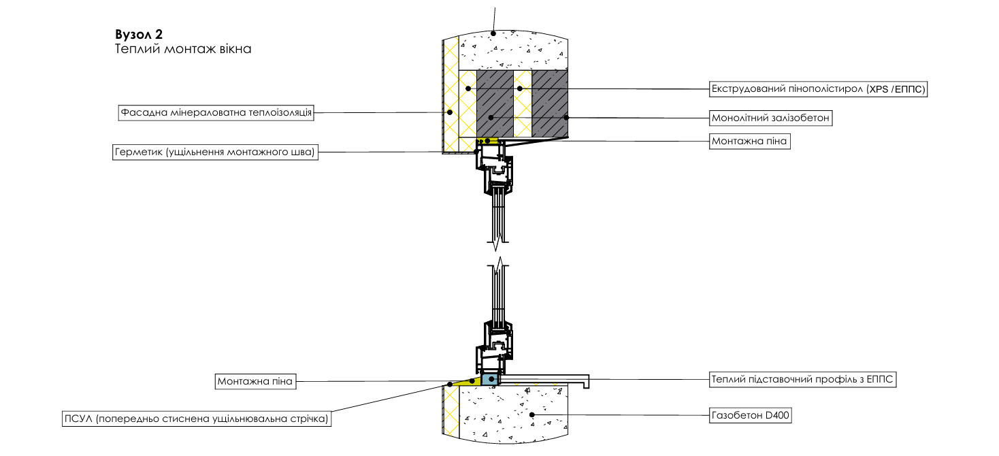 Вузол 2
Теплий монтаж вікна
Екструдований пінополістирол (XPS /ЕППС)
Фасадна мінераловатна теплоізоляція
Монолітний залізобетон
Монтажна піна
Герметик (ущільнення монтажного шва)
Монтажна піна
Теплий підставочний профіль з ЕППС
ПСУЛ (попередньо стиснена ущільнювальна стрічка)
Газобетон D400